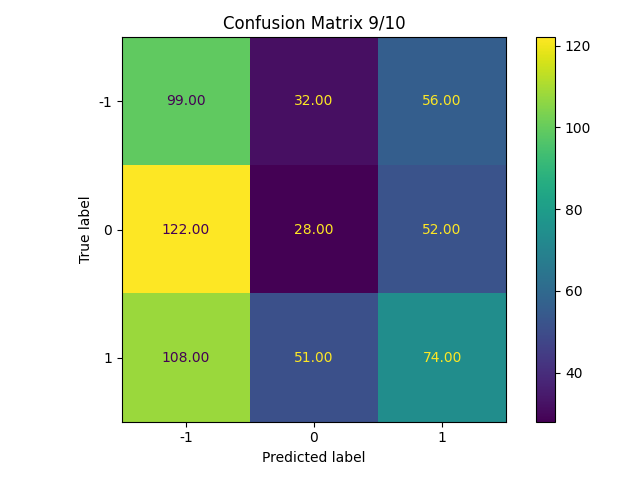 Confusion Matrix 9/10
-1 99.00 32.00 56.00
0 122.00 28.00 52.00
1 108.00 51.00 74.00
-1 0 1
Predicted label
True label
120
100
80
60
40